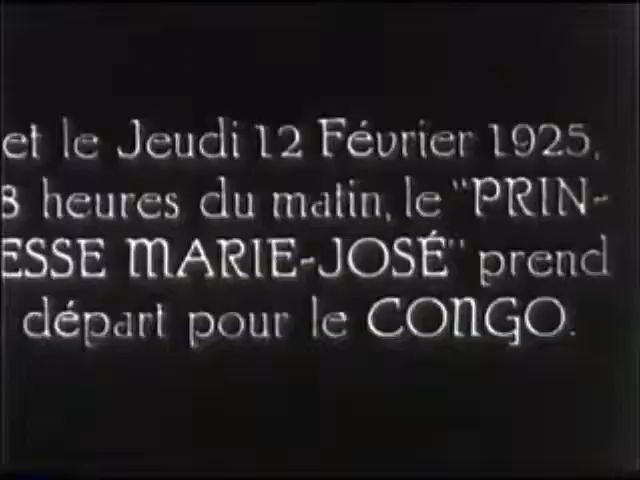 et le Jeudi 12 Février 1925,
8 heures du matin, le "PRIN-
ESSE MARIE-JOSÉ" prend
départ pour le CONGO.